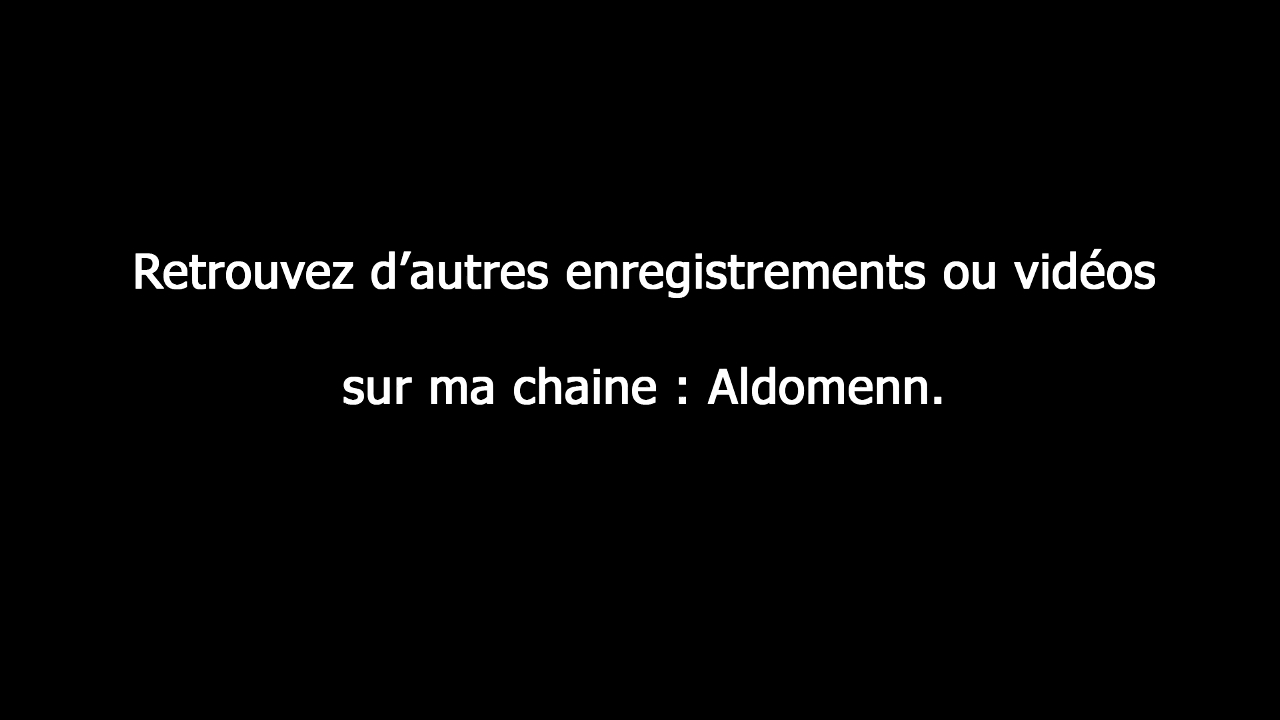 Retrouvez d’autres enregistrements ou vidéos
sur ma chaine : Aldomenn.